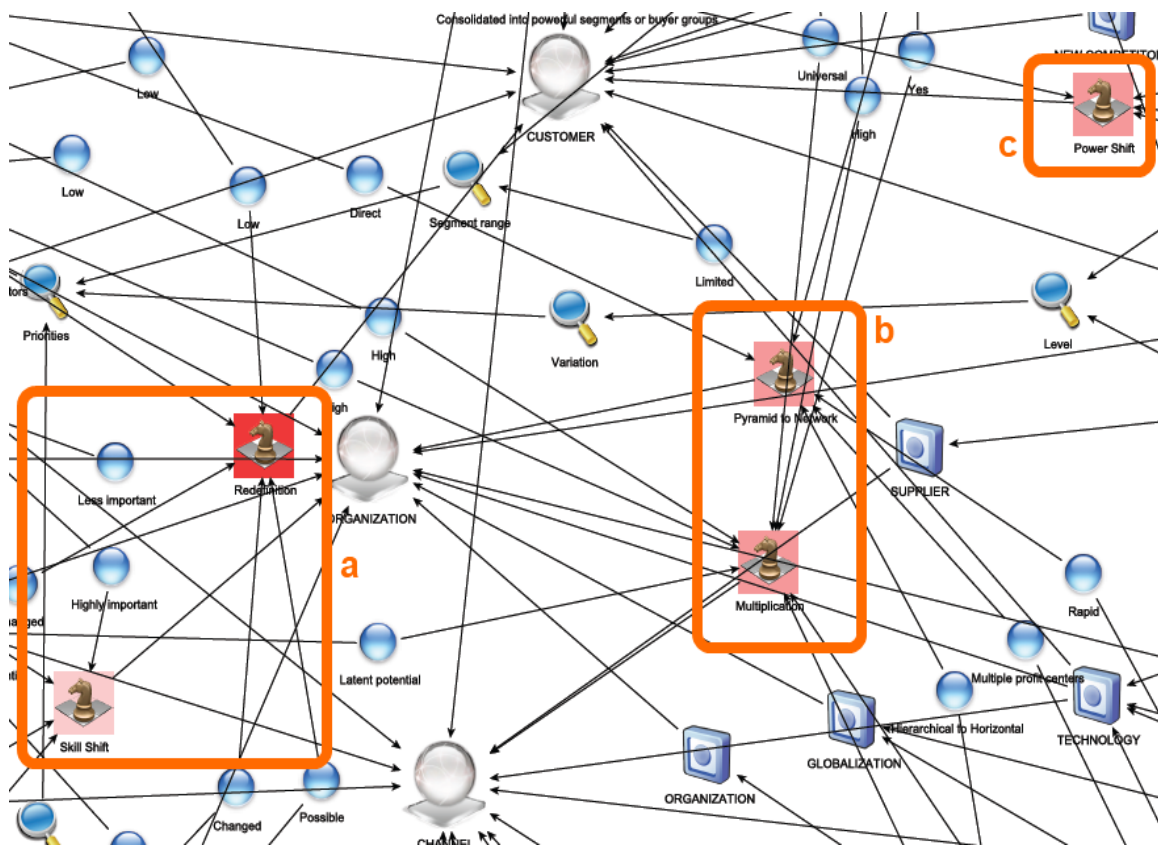 Consolidated into powerful segments or buyer groups
NEW COMPETITO
Low
Universal
Yes
High
CUSTOMER
c
Power Shift
Low
Low
Direct
Segment range
Limited
tors
Priorities
High
Variation
Level
b
High
Pyramid to Network
Redefinition
Less important
ORGANIZATION
SUPPLIER
a
Highly important
Multiplication
Rapid
Latent potential
Multiple profit centers
Skill Shift
Hierarchical to Horizontal
TECHNOLOGY
GLOBALIZATION
ORGANIZATION
Changed
Possible
CHANNEL